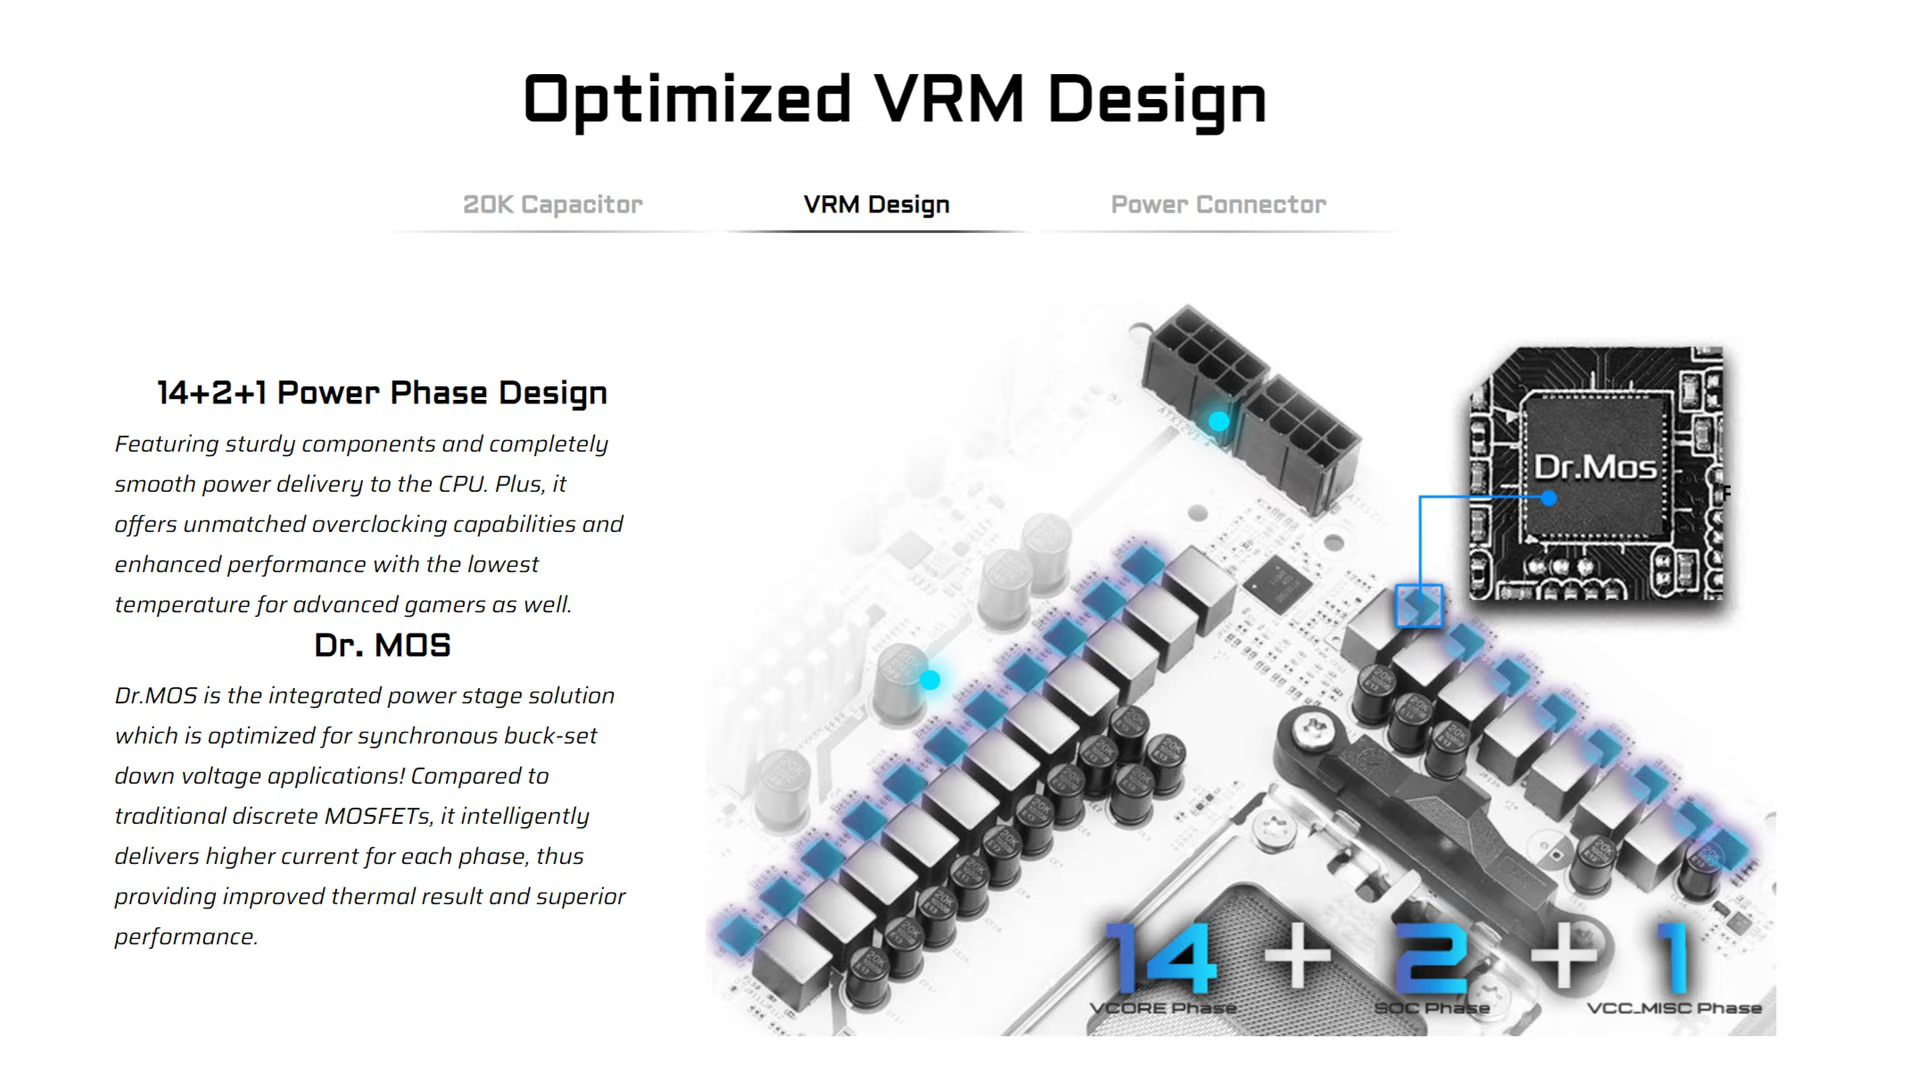 Optimized VRM Design
20K Capacitor
VRM Design
Power Connector
14+2+1 Power Phase Design
Featuring sturdy components and completely
smooth power delivery to the CPU. Plus, it
offers unmatched overclocking capabilities and
enhanced performance with the lowest
temperature for advanced gamers as well.
Dr. MOS
Dr.MOS is the integrated power stage solution
which is optimized for synchronous buck-set
down voltage applications! Compared to
traditional discrete MOSFETs, it intelligently
delivers higher current for each phase, thus
providing improved thermal result and superior
performance.
Dr.Mos
14 + 2 + 1
VCORE Phase
SOC Phase
VCC_MISC Phase